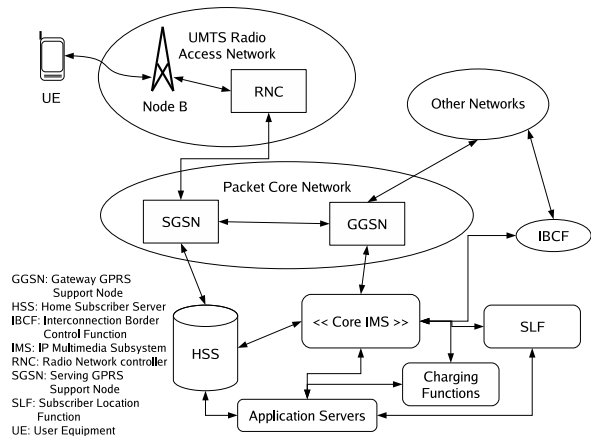 UMTS Radio
Access Network
UE
Node B
RNC
Other Networks
Packet Core Network
SGSN
GGSN
IBCF
GGSN: Gateway GPRS
Support Node
HSS: Home Subscriber Server
IBCF: Interconnection Border
Control Function
IMS: IP Multimedia Subsystem
RNC: Radio Network controller
SGSN: Serving GPRS
Support Node
SLF: Subscriber Location
Function
UE: User Equipment
HSS
<< Core IMS >>
SLF
Charging
Functions
Application Servers